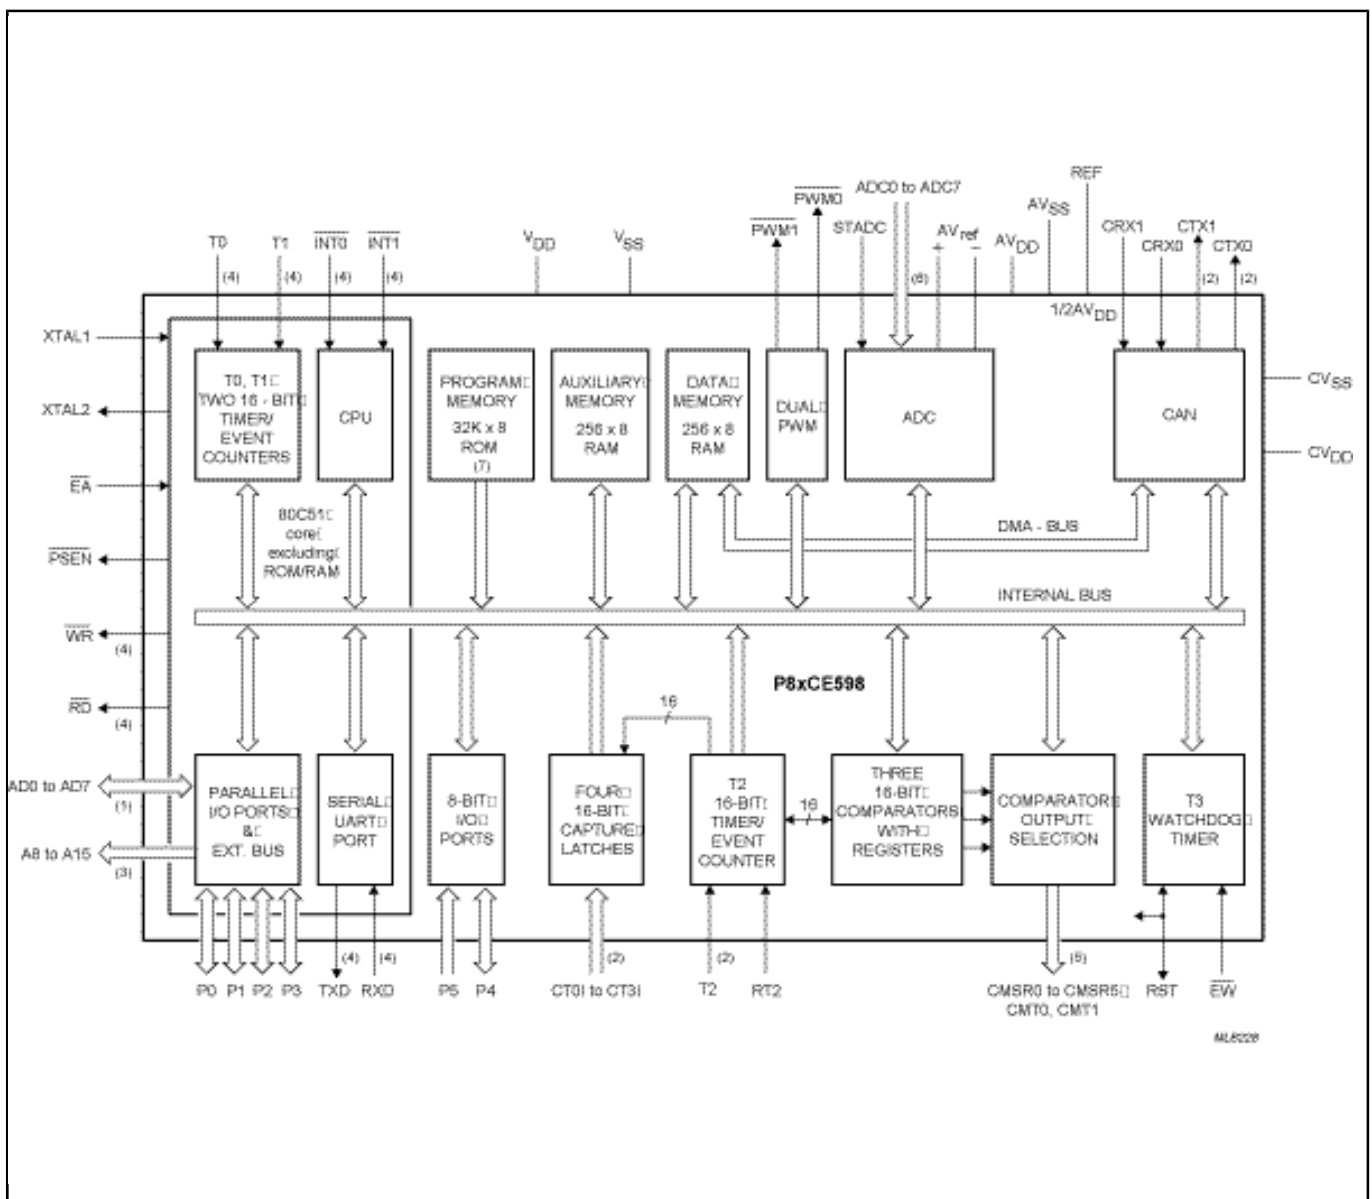 REF
ADC0 to ADC7
PWM0
AVSS
PWM1
STADC
AVref
+
−
AVDD
CRX1
CRX0
CTX1
CTX0
T0
T1
INT0
INT1
VDD
VSS
(4)
(4)
(4)
(4)
(6)
(2)
(2)
1/2AVDD
XTAL1
XTAL2
EA
PSEN
WR
(4)
RD
(4)
AD0 to AD7
(1)
A8 to A15
(3)
CVSS
CVDD
T0, T1
TWO 16 - BIT
TIMER/
EVENT
COUNTERS
CPU
PROGRAM
MEMORY
32K x 8
ROM
(7)
AUXILIARY
MEMORY
256 x 8
RAM
DATA
MEMORY
256 x 8
RAM
DUAL
PWM
ADC
CAN
80C51
core
excluding
ROM/RAM
DMA - BUS
INTERNAL BUS
P8xCE598
16
16
PARALLEL
I/O PORTS
&
EXT. BUS
SERIAL
UART
PORT
8-BIT
I/O
PORTS
FOUR
16-BIT
CAPTURE
LATCHES
T2
16-BIT
TIMER/
EVENT
COUNTER
THREE
16-BIT
COMPARATORS
WITH
REGISTERS
COMPARATOR
OUTPUT
SELECTION
T3
WATCHDOG
TIMER
(4)
(4)
(2)
(2)
(5)
P0
P1
P2
P3
TXD
RXD
P5
P4
CT0I to CT3I
T2
RT2
CMSR0 to CMSR5
CMT0, CMT1
RST
EW
MLB228